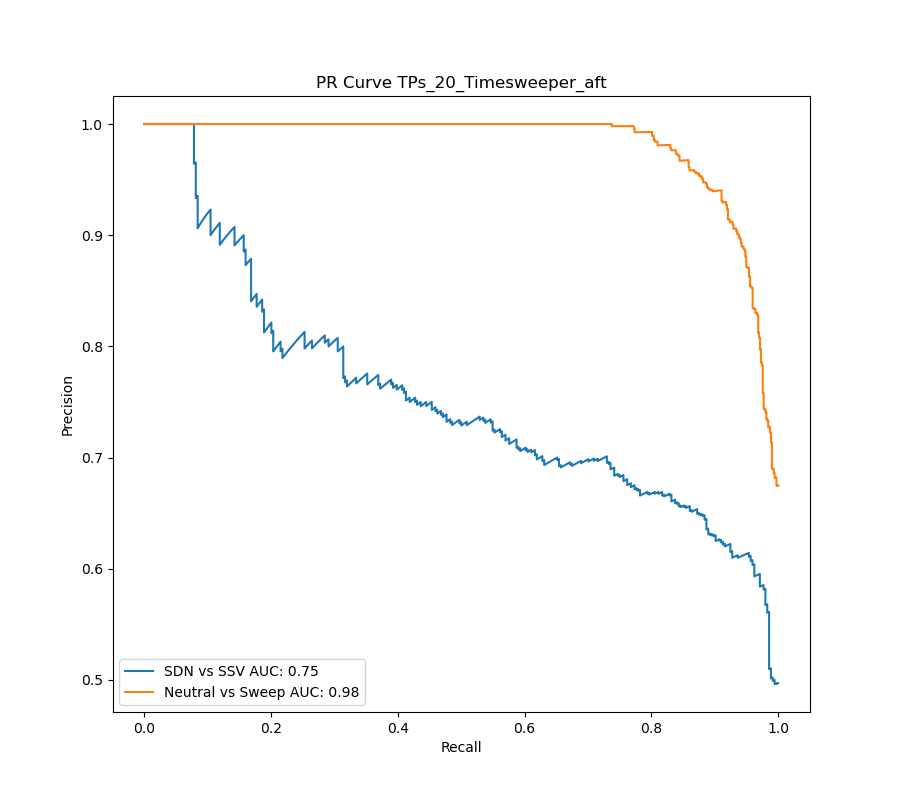 PR Curve TPs_20_Timesweeper_aft
1.0
0.9
0.8
0.7
0.6
0.5
Precision
SDN vs SSV AUC: 0.75
Neutral vs Sweep AUC: 0.98
0.0 0.2 0.4 0.6 0.8 1.0
Recall